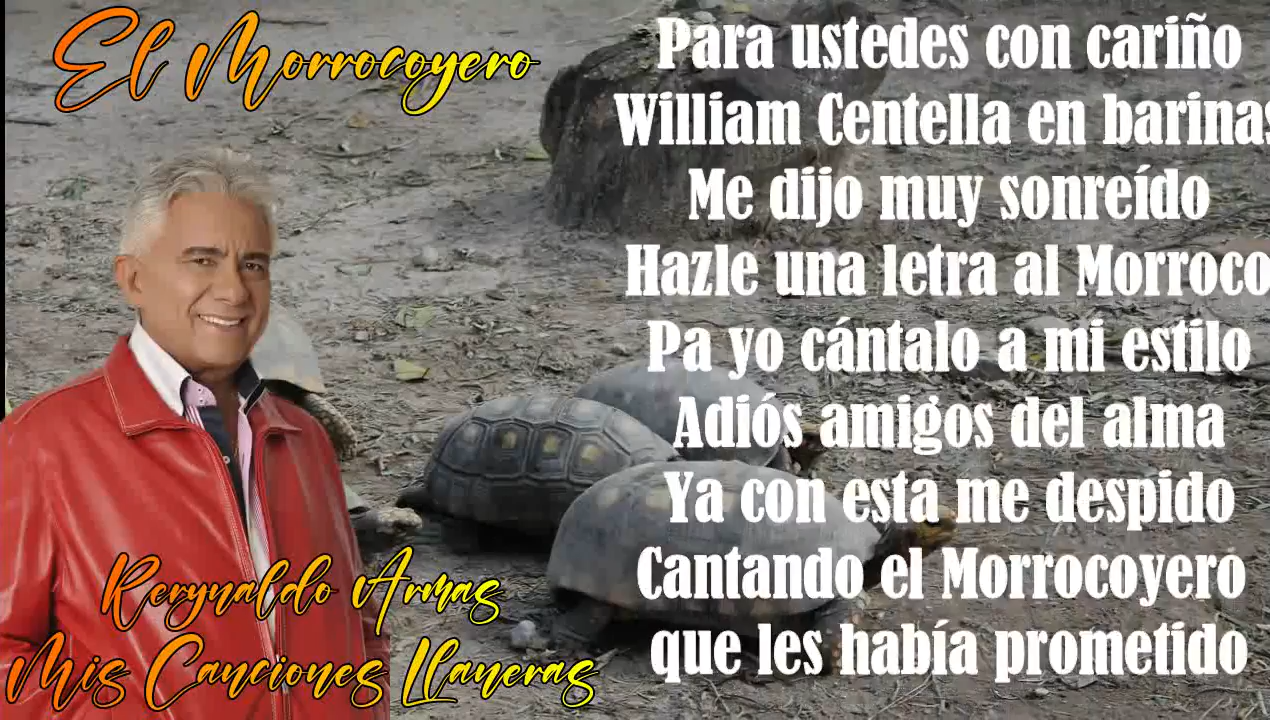 El Morrocoyero
Para ustedes con cariño
William Centella en barinas
Me dijo muy sonreído
Hazle una letra al Morroco
Pa yo cántalo a mi estilo
Adiós amigos del alma
Ya con esta me despido
Cantando el Morrocoyero
que les había prometido
Rerynaldo Armas
Mis Canciones Llaneras